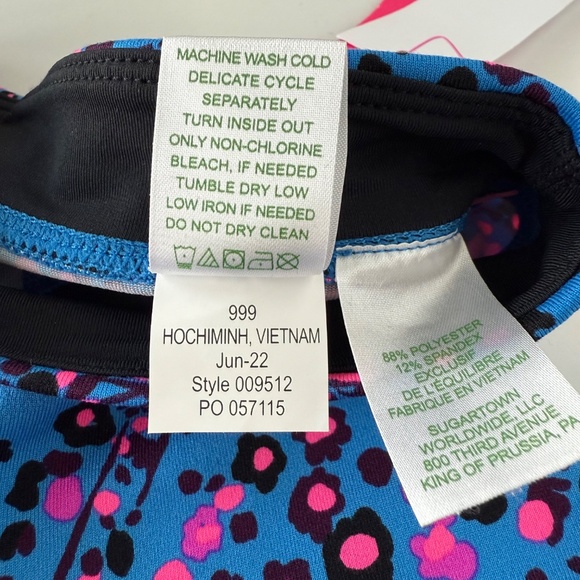 MACHINE WASH COLD
DELICATE CYCLE
SEPARATELY
TURN INSIDE OUT
ONLY NON-CHLORINE
BLEACH, IF NEEDED
TUMBLE DRY LOW
LOW IRON IF NEEDED
DO NOT DRY CLEAN
999
HOCHIMINH, VIETNAM
Jun-22
Style 009512
PO 057115
88% POLYESTER
12% SPANDEX
EXCLUSIF
DE L'ÉQUILIBRE
FABRIQUE EN VIETNAM
SUGARTOWN
WORLDWIDE, LLC
800 THIRD AVENUE
KING OF PRUSSIA, PA